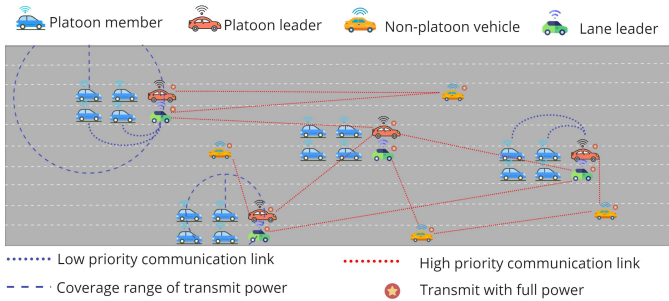 Platoon member
Platoon leader
Non-platoon vehicle
Lane leader
Low priority communication link
High priority communication link
Coverage range of transmit power
Transmit with full power